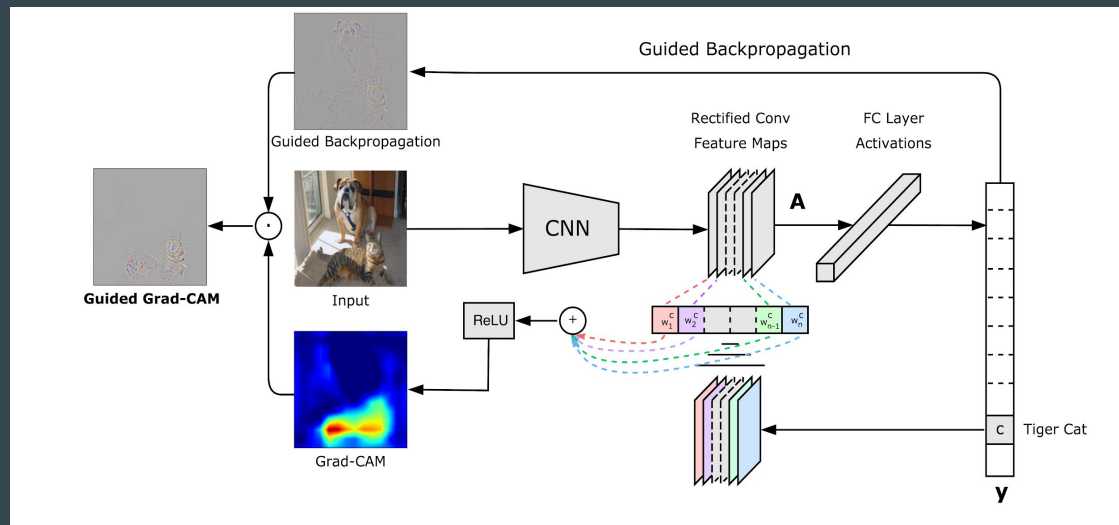 Guided Backpropagation
Rectified Conv
Feature Maps
FC Layer
Activations
Guided Backpropagation
A
CNN
Guided Grad-CAM
Input
w₁ᶜ w₂ᶜ wₙ₋₁ᶜ wₙᶜ
ReLU
+
c Tiger Cat
Grad-CAM
y